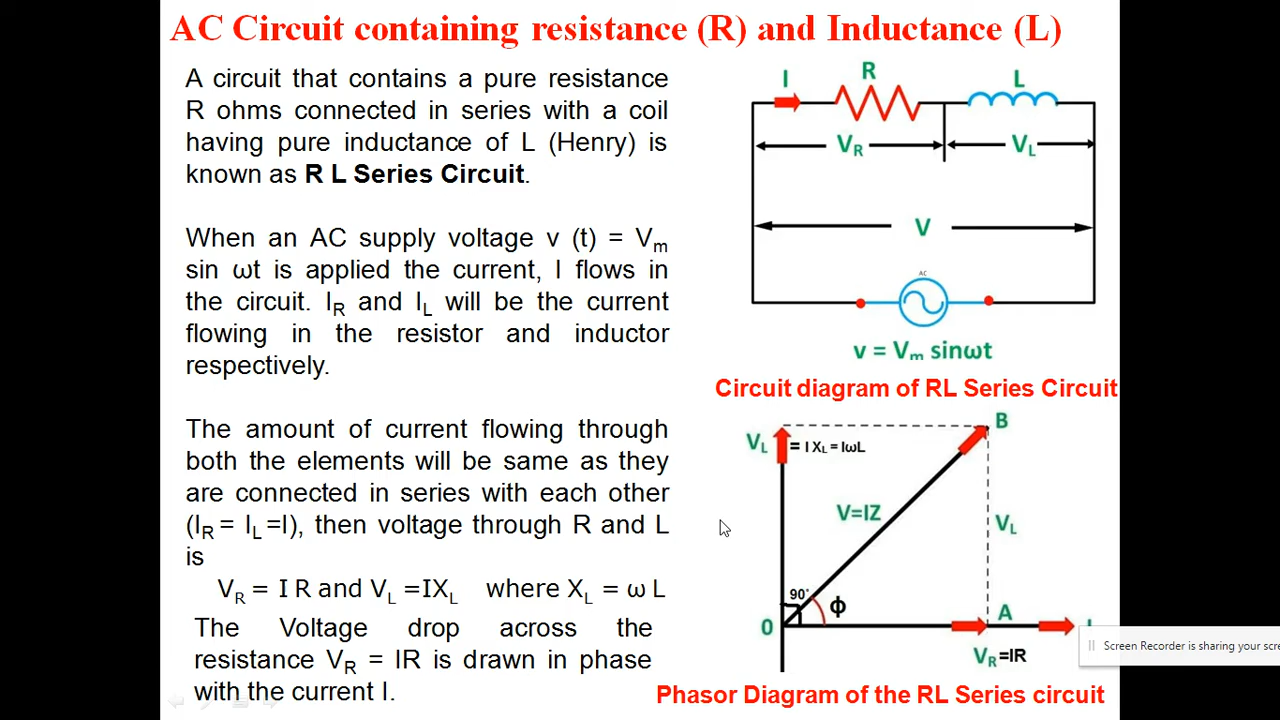 AC Circuit containing resistance (R) and Inductance (L)
A circuit that contains a pure resistance
R ohms connected in series with a coil
having pure inductance of L (Henry) is
known as R L Series Circuit.
When an AC supply voltage v (t) = Vm
sin ωt is applied the current, I flows in
the circuit. IR and IL will be the current
flowing in the resistor and inductor
respectively.
The amount of current flowing through
both the elements will be same as they
are connected in series with each other
(IR = IL =I), then voltage through R and L
is
VR = I R and VL =IXL where XL = ω L
The Voltage drop across the
resistance VR = IR is drawn in phase
with the current I.
I
R
L
VR
VL
V
AC
v = Vm sinωt
Circuit diagram of RL Series Circuit
VL = I XL = IωL
B
V=IZ
VL
90°
ϕ
0
A
VR =IR
Phasor Diagram of the RL Series circuit
Screen Recorder is sharing your scre